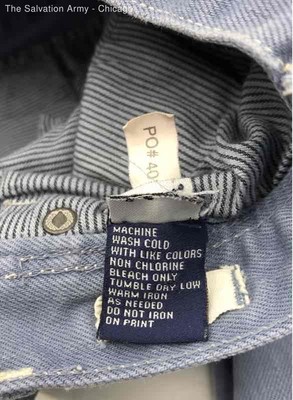 The Salvation Army - Chicago
PO# 40
MACHINE
WASH COLD
WITH LIKE COLORS
NON CHLORINE
BLEACH ONLY
TUMBLE DRY LOW
WARM IRON
AS NEEDED
DO NOT IRON
ON PRINT